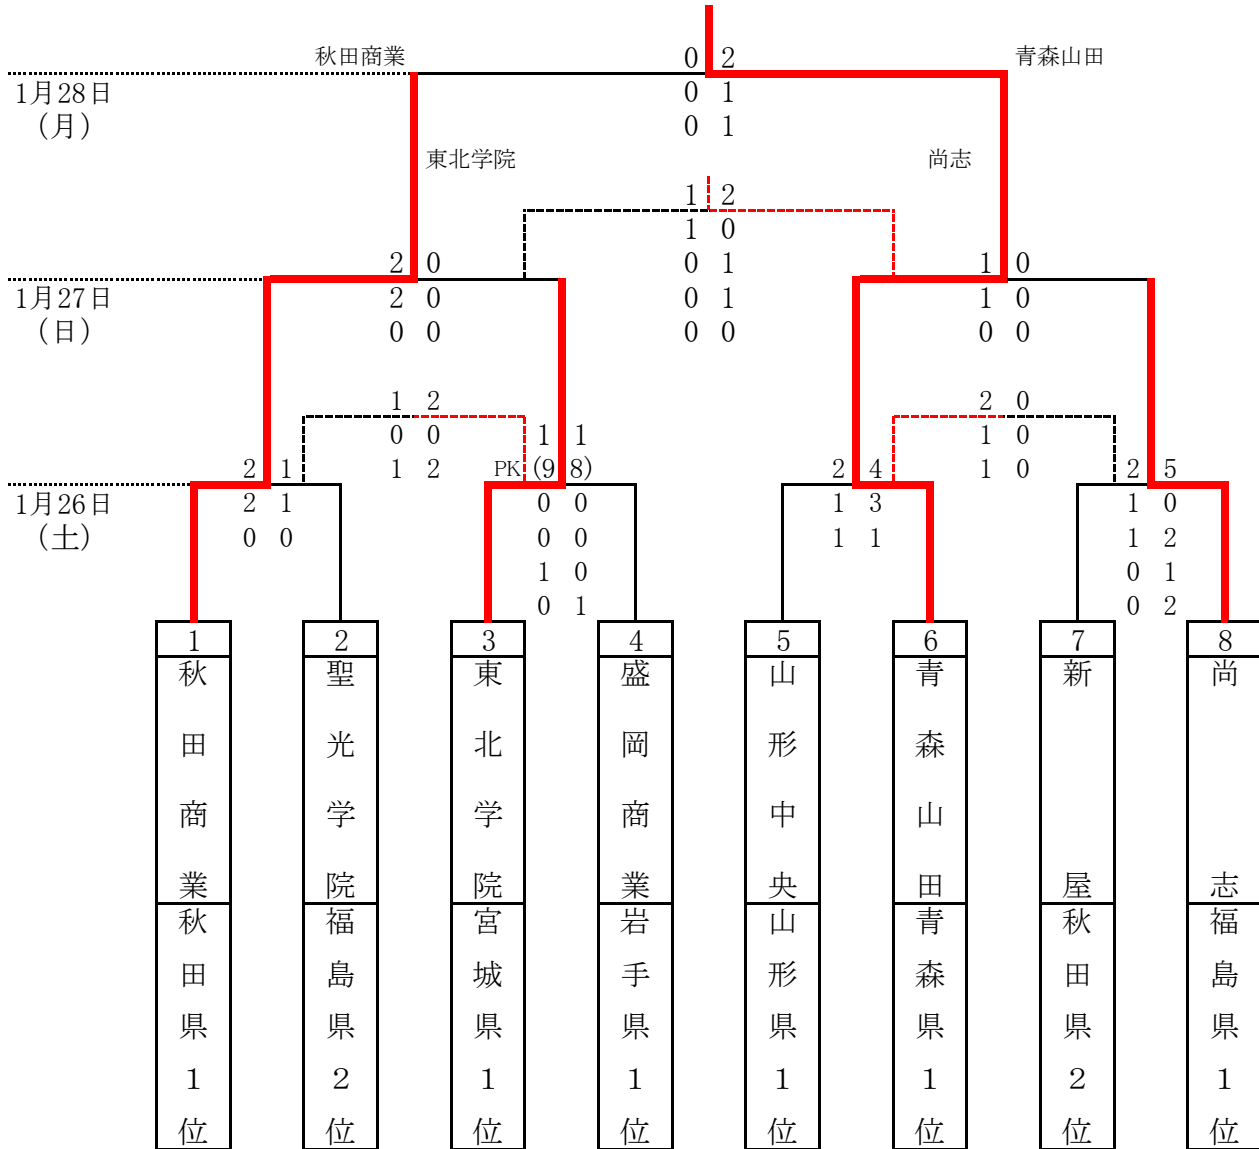 秋田商業 0 2 青森山田
1月28日 0 1
(月) 0 1
東北学院 尚志
1 2
1 0
2 0 0 1 1 0
1月27日 2 0 0 1 1 0
(日) 0 0 0 0 0 0
1 2 2 0
0 0 1 1 1 0
2 1 1 2 PK (9 8) 2 4 1 0 2 5
1月26日 2 1 0 0 1 3 1 0
(土) 0 0 0 0 1 1 1 2
1 0 0 1
0 1 0 2
1 2 3 4 5 6 7 8
秋田商業
聖光学院
東北学院
盛岡商業
山形中央
青森山田
新屋
尚志
秋田県1位
福島県2位
宮城県1位
岩手県1位
山形県1位
青森県1位
秋田県2位
福島県1位